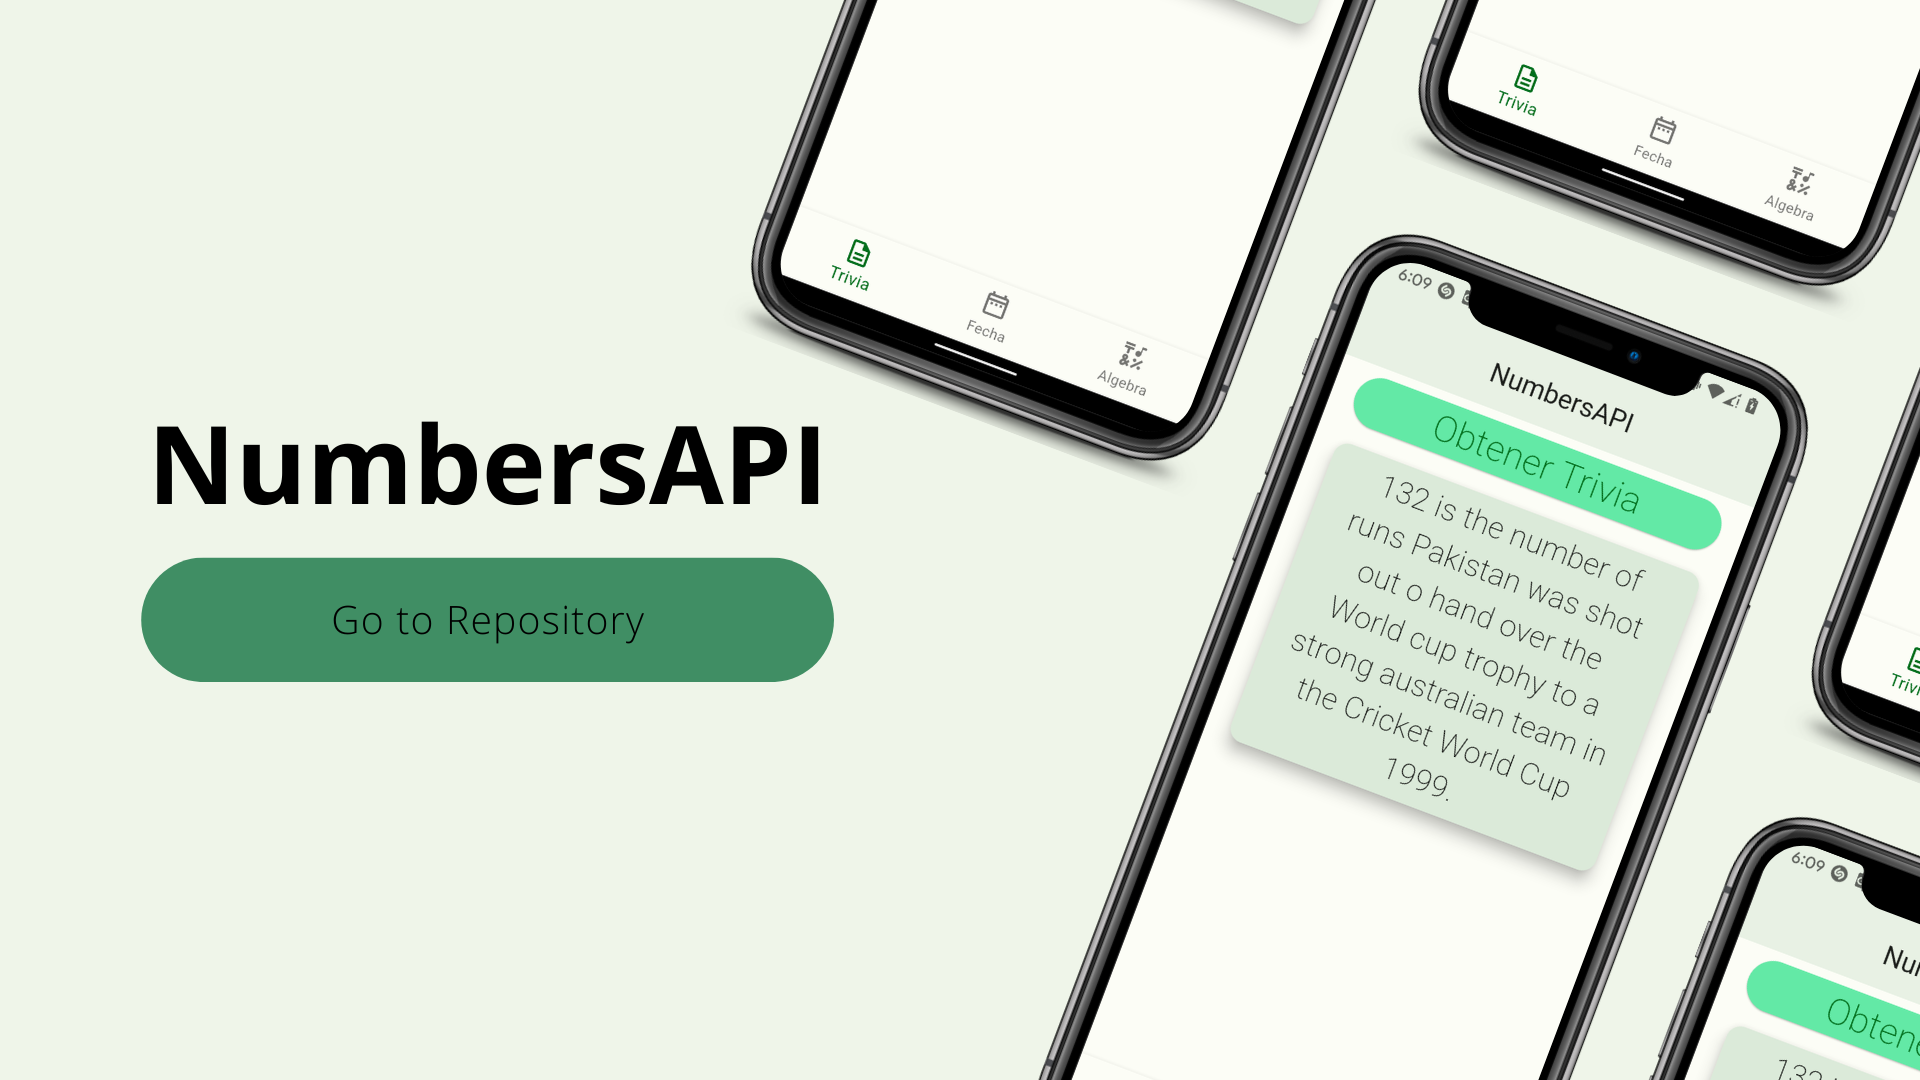 NumbersAPI
Go to Repository
Trivia
Fecha
Algebra
Trivia
Fecha
Algebra
6:09
NumbersAPI
Obtener Trivia
132 is the number of
runs Pakistan was shot
out o hand over the
World cup trophy to a
strong australian team in
the Cricket World Cup
1999.
6:09